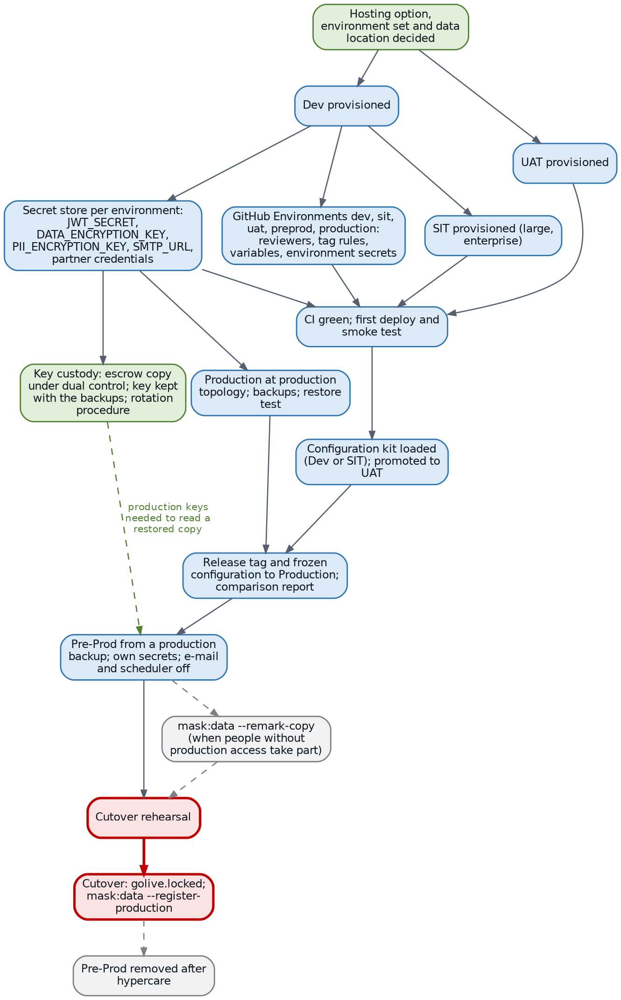 Hosting option,
environment set and data
location decided
Dev provisioned
UAT provisioned
Secret store per environment:
JWT_SECRET,
DATA_ENCRYPTION_KEY,
PII_ENCRYPTION_KEY, SMTP_URL,
partner credentials
GitHub Environments dev, sit,
uat, preprod, production:
reviewers, tag rules,
variables, environment secrets
SIT provisioned (large,
enterprise)
CI green; first deploy and
smoke test
Key custody: escrow copy
under dual control; key kept
with the backups; rotation
procedure
Production at production
topology; backups; restore
test
Configuration kit loaded
(Dev or SIT); promoted to
UAT
production keys
needed to read a
restored copy
Release tag and frozen
configuration to Production;
comparison report
Pre-Prod from a production
backup; own secrets; e-mail
and scheduler off
mask:data --remark-copy
(when people without
production access take part)
Cutover rehearsal
Cutover: golive.locked;
mask:data --register-
production
Pre-Prod removed after
hypercare